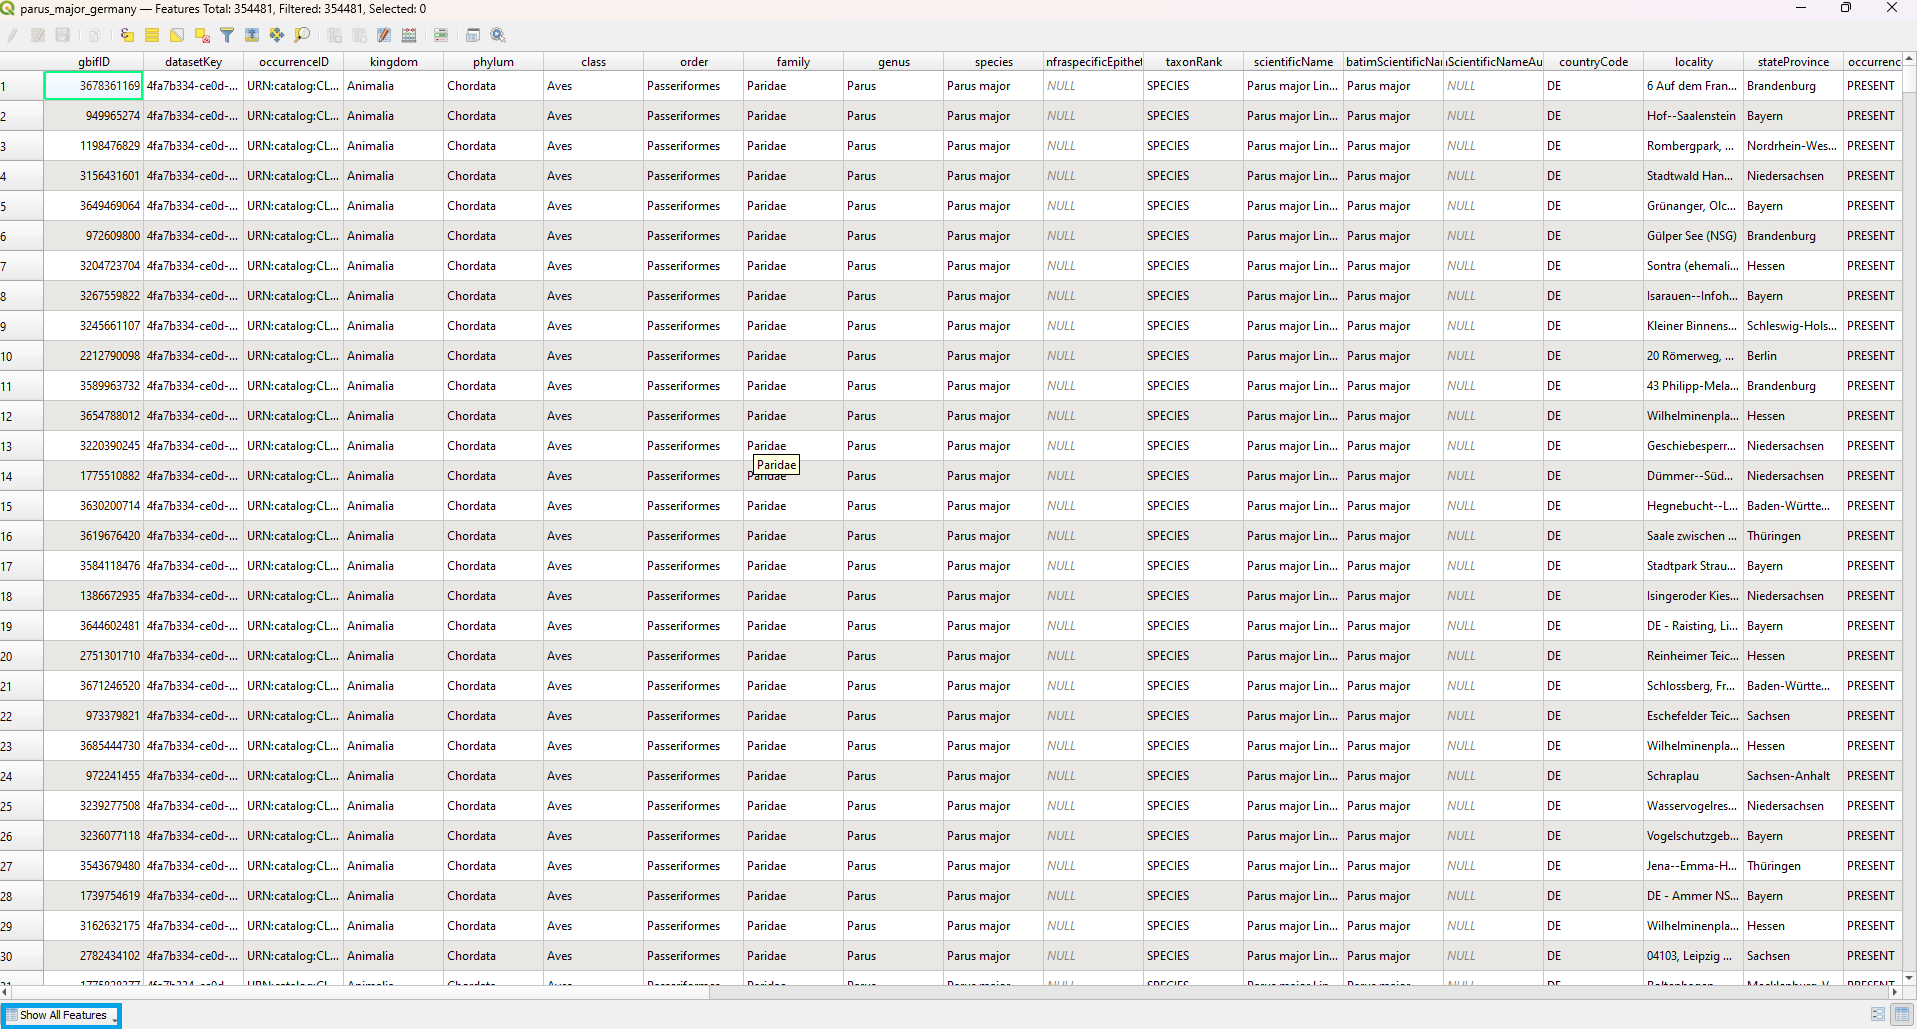 parus_major_germany — Features Total: 354481, Filtered: 354481, Selected: 0
gbifID datasetKey occurrenceID kingdom phylum class order family genus species nfraspecificEpithet taxonRank scientificName batimScientificNar ıScientificNameAu countryCode locality stateProvince occurrenc
1 3678361169 4fa7b334-ce0d-... URN:catalog:CL... Animalia Chordata Aves Passeriformes Paridae Parus Parus major NULL SPECIES Parus major Lin... Parus major NULL DE 6 Auf dem Fran... Brandenburg PRESENT
2 949965274 4fa7b334-ce0d-... URN:catalog:CL... Animalia Chordata Aves Passeriformes Paridae Parus Parus major NULL SPECIES Parus major Lin... Parus major NULL DE Hof--Saalenstein Bayern PRESENT
3 1198476829 4fa7b334-ce0d-... URN:catalog:CL... Animalia Chordata Aves Passeriformes Paridae Parus Parus major NULL SPECIES Parus major Lin... Parus major NULL DE Rombergpark, ... Nordrhein-Wes... PRESENT
4 3156431601 4fa7b334-ce0d-... URN:catalog:CL... Animalia Chordata Aves Passeriformes Paridae Parus Parus major NULL SPECIES Parus major Lin... Parus major NULL DE Stadtwald Han... Niedersachsen PRESENT
5 3649469064 4fa7b334-ce0d-... URN:catalog:CL... Animalia Chordata Aves Passeriformes Paridae Parus Parus major NULL SPECIES Parus major Lin... Parus major NULL DE Grünanger, Olc... Bayern PRESENT
6 972609800 4fa7b334-ce0d-... URN:catalog:CL... Animalia Chordata Aves Passeriformes Paridae Parus Parus major NULL SPECIES Parus major Lin... Parus major NULL DE Gülper See (NSG) Brandenburg PRESENT
7 3204723704 4fa7b334-ce0d-... URN:catalog:CL... Animalia Chordata Aves Passeriformes Paridae Parus Parus major NULL SPECIES Parus major Lin... Parus major NULL DE Sontra (ehemali... Hessen PRESENT
8 3267559822 4fa7b334-ce0d-... URN:catalog:CL... Animalia Chordata Aves Passeriformes Paridae Parus Parus major NULL SPECIES Parus major Lin... Parus major NULL DE Isarauen--Infoh... Bayern PRESENT
9 3245661107 4fa7b334-ce0d-... URN:catalog:CL... Animalia Chordata Aves Passeriformes Paridae Parus Parus major NULL SPECIES Parus major Lin... Parus major NULL DE Kleiner Binnens... Schleswig-Hols... PRESENT
10 2212790098 4fa7b334-ce0d-... URN:catalog:CL... Animalia Chordata Aves Passeriformes Paridae Parus Parus major NULL SPECIES Parus major Lin... Parus major NULL DE 20 Römerweg, ... Berlin PRESENT
11 3589963732 4fa7b334-ce0d-... URN:catalog:CL... Animalia Chordata Aves Passeriformes Paridae Parus Parus major NULL SPECIES Parus major Lin... Parus major NULL DE 43 Philipp-Mela... Brandenburg PRESENT
12 3654788012 4fa7b334-ce0d-... URN:catalog:CL... Animalia Chordata Aves Passeriformes Paridae Parus Parus major NULL SPECIES Parus major Lin... Parus major NULL DE Wilhelminenpla... Hessen PRESENT
13 3220390245 4fa7b334-ce0d-... URN:catalog:CL... Animalia Chordata Aves Passeriformes Paridae Parus Parus major NULL SPECIES Parus major Lin... Parus major NULL DE Geschiebesperr... Niedersachsen PRESENT
Paridae
14 1775510882 4fa7b334-ce0d-... URN:catalog:CL... Animalia Chordata Aves Passeriformes Paridae Parus Parus major NULL SPECIES Parus major Lin... Parus major NULL DE Dümmer--Süd... Niedersachsen PRESENT
15 3630200714 4fa7b334-ce0d-... URN:catalog:CL... Animalia Chordata Aves Passeriformes Paridae Parus Parus major NULL SPECIES Parus major Lin... Parus major NULL DE Hegnebucht--L... Baden-Württe... PRESENT
16 3619676420 4fa7b334-ce0d-... URN:catalog:CL... Animalia Chordata Aves Passeriformes Paridae Parus Parus major NULL SPECIES Parus major Lin... Parus major NULL DE Saale zwischen ... Thüringen PRESENT
17 3584118476 4fa7b334-ce0d-... URN:catalog:CL... Animalia Chordata Aves Passeriformes Paridae Parus Parus major NULL SPECIES Parus major Lin... Parus major NULL DE Stadtpark Strau... Bayern PRESENT
18 1386672935 4fa7b334-ce0d-... URN:catalog:CL... Animalia Chordata Aves Passeriformes Paridae Parus Parus major NULL SPECIES Parus major Lin... Parus major NULL DE Isingeroder Kies... Niedersachsen PRESENT
19 3644602481 4fa7b334-ce0d-... URN:catalog:CL... Animalia Chordata Aves Passeriformes Paridae Parus Parus major NULL SPECIES Parus major Lin... Parus major NULL DE DE - Raisting, Li... Bayern PRESENT
20 2751301710 4fa7b334-ce0d-... URN:catalog:CL... Animalia Chordata Aves Passeriformes Paridae Parus Parus major NULL SPECIES Parus major Lin... Parus major NULL DE Reinheimer Teic... Hessen PRESENT
21 3671246520 4fa7b334-ce0d-... URN:catalog:CL... Animalia Chordata Aves Passeriformes Paridae Parus Parus major NULL SPECIES Parus major Lin... Parus major NULL DE Schlossberg, Fr... Baden-Württe... PRESENT
22 973379821 4fa7b334-ce0d-... URN:catalog:CL... Animalia Chordata Aves Passeriformes Paridae Parus Parus major NULL SPECIES Parus major Lin... Parus major NULL DE Eschefelder Teic... Sachsen PRESENT
23 3685444730 4fa7b334-ce0d-... URN:catalog:CL... Animalia Chordata Aves Passeriformes Paridae Parus Parus major NULL SPECIES Parus major Lin... Parus major NULL DE Wilhelminenpla... Hessen PRESENT
24 972241455 4fa7b334-ce0d-... URN:catalog:CL... Animalia Chordata Aves Passeriformes Paridae Parus Parus major NULL SPECIES Parus major Lin... Parus major NULL DE Schraplau Sachsen-Anhalt PRESENT
25 3239277508 4fa7b334-ce0d-... URN:catalog:CL... Animalia Chordata Aves Passeriformes Paridae Parus Parus major NULL SPECIES Parus major Lin... Parus major NULL DE Wasservogelres... Niedersachsen PRESENT
26 3236077118 4fa7b334-ce0d-... URN:catalog:CL... Animalia Chordata Aves Passeriformes Paridae Parus Parus major NULL SPECIES Parus major Lin... Parus major NULL DE Vogelschutzgeb... Bayern PRESENT
27 3543679480 4fa7b334-ce0d-... URN:catalog:CL... Animalia Chordata Aves Passeriformes Paridae Parus Parus major NULL SPECIES Parus major Lin... Parus major NULL DE Jena--Emma-H... Thüringen PRESENT
28 1739754619 4fa7b334-ce0d-... URN:catalog:CL... Animalia Chordata Aves Passeriformes Paridae Parus Parus major NULL SPECIES Parus major Lin... Parus major NULL DE DE - Ammer NS... Bayern PRESENT
29 3162632175 4fa7b334-ce0d-... URN:catalog:CL... Animalia Chordata Aves Passeriformes Paridae Parus Parus major NULL SPECIES Parus major Lin... Parus major NULL DE Wilhelminenpla... Hessen PRESENT
30 2782434102 4fa7b334-ce0d-... URN:catalog:CL... Animalia Chordata Aves Passeriformes Paridae Parus Parus major NULL SPECIES Parus major Lin... Parus major NULL DE 04103, Leipzig ... Sachsen PRESENT
Show All Features